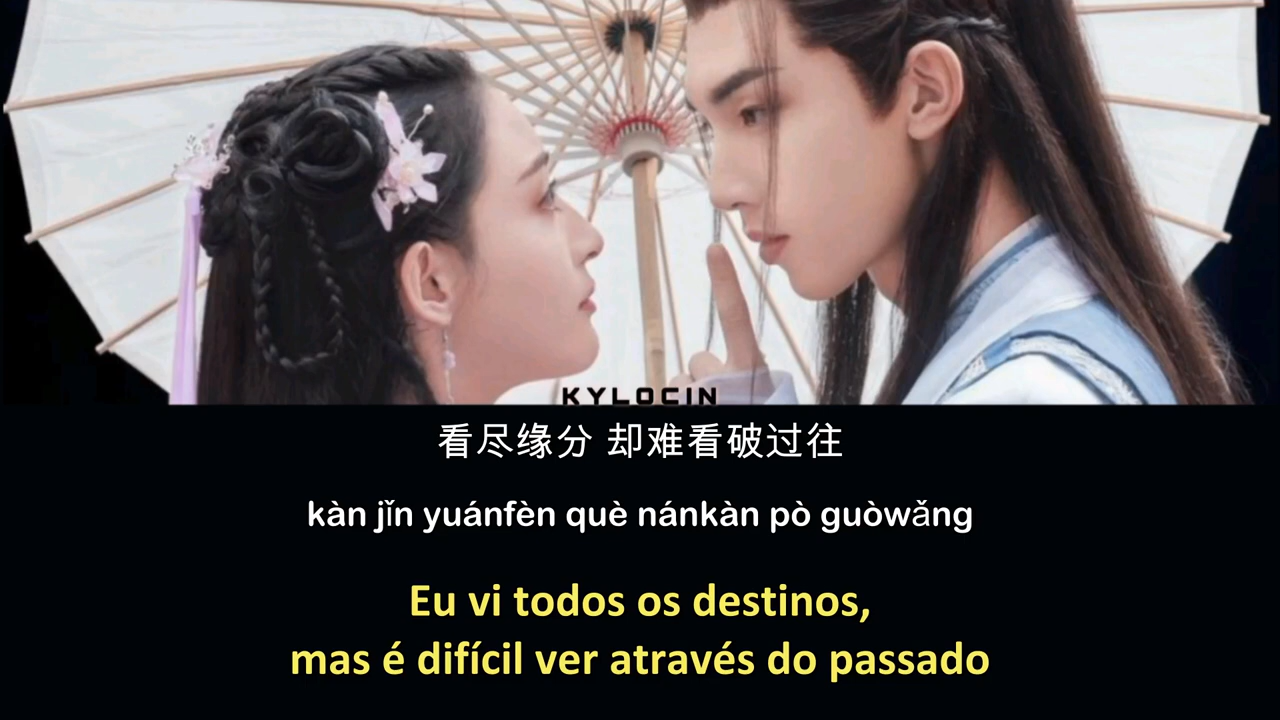 KYLOCIN
看尽缘分 却难看破过往
kàn jǐn yuánfèn què nánkàn pò guòwǎng
Eu vi todos os destinos,
mas é difícil ver através do passado